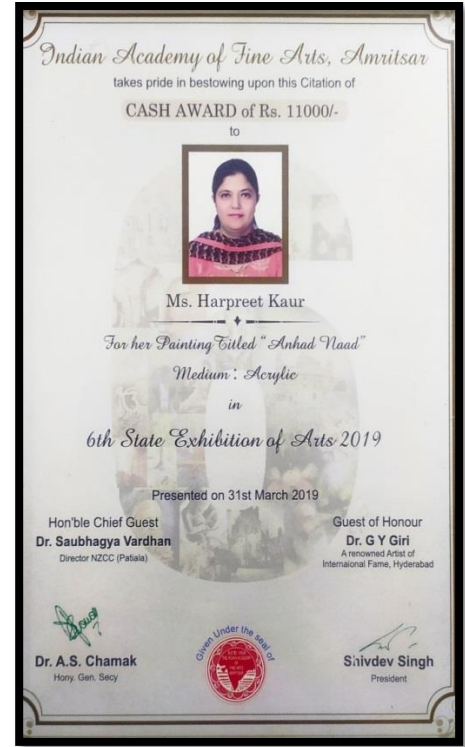 Indian Academy of Fine Arts, Amritsar
takes pride in bestowing upon this Citation of
CASH AWARD of Rs. 11000/-
to
Ms. Harpreet Kaur
For her Painting Titled "Anhad Naad"
Medium : Acrylic
in
6th State Exhibition of Arts 2019
Presented on 31st March 2019
Hon'ble Chief Guest
Dr. Saubhagya Vardhan
Director NZCC (Patiala)
Guest of Honour
Dr. G Y Giri
A renowned Artist of
Internaional Fame, Hyderabad
Given Under the seal of
Dr. A.S. Chamak
Hony. Gen. Secy
Shivdev Singh
President